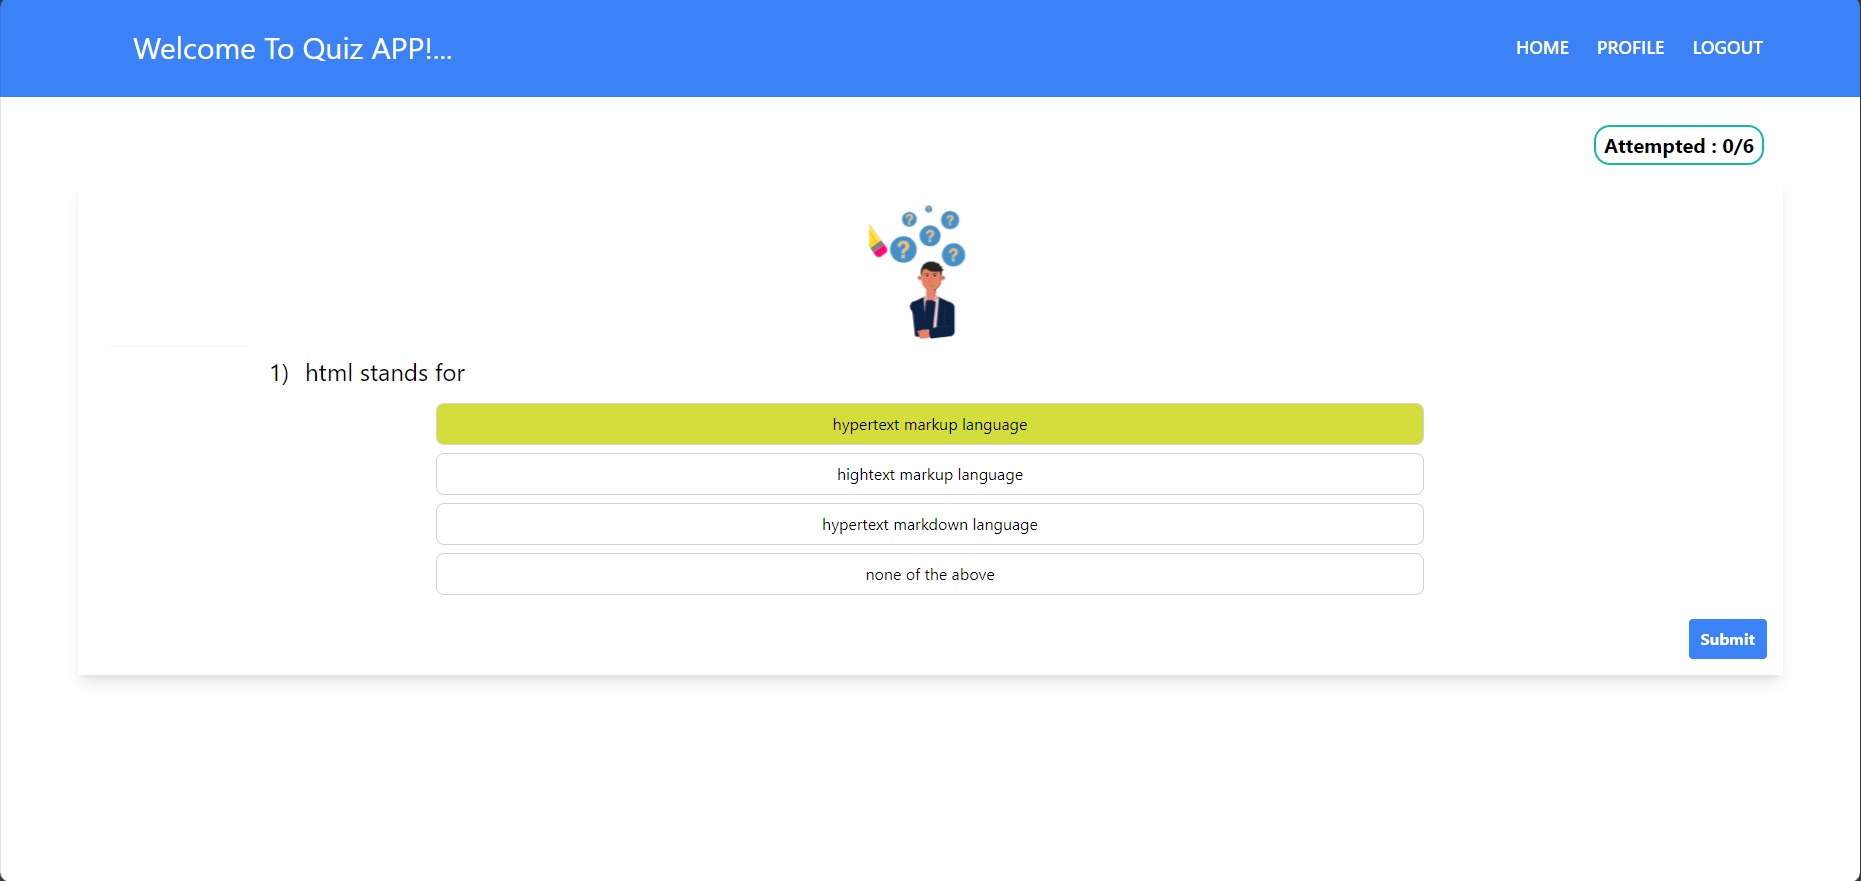 Welcome To Quiz APP!...
HOME PROFILE LOGOUT
Attempted : 0/6
? ? ? ? ?
1) html stands for
hypertext markup language
hightext markup language
hypertext markdown language
none of the above
Submit